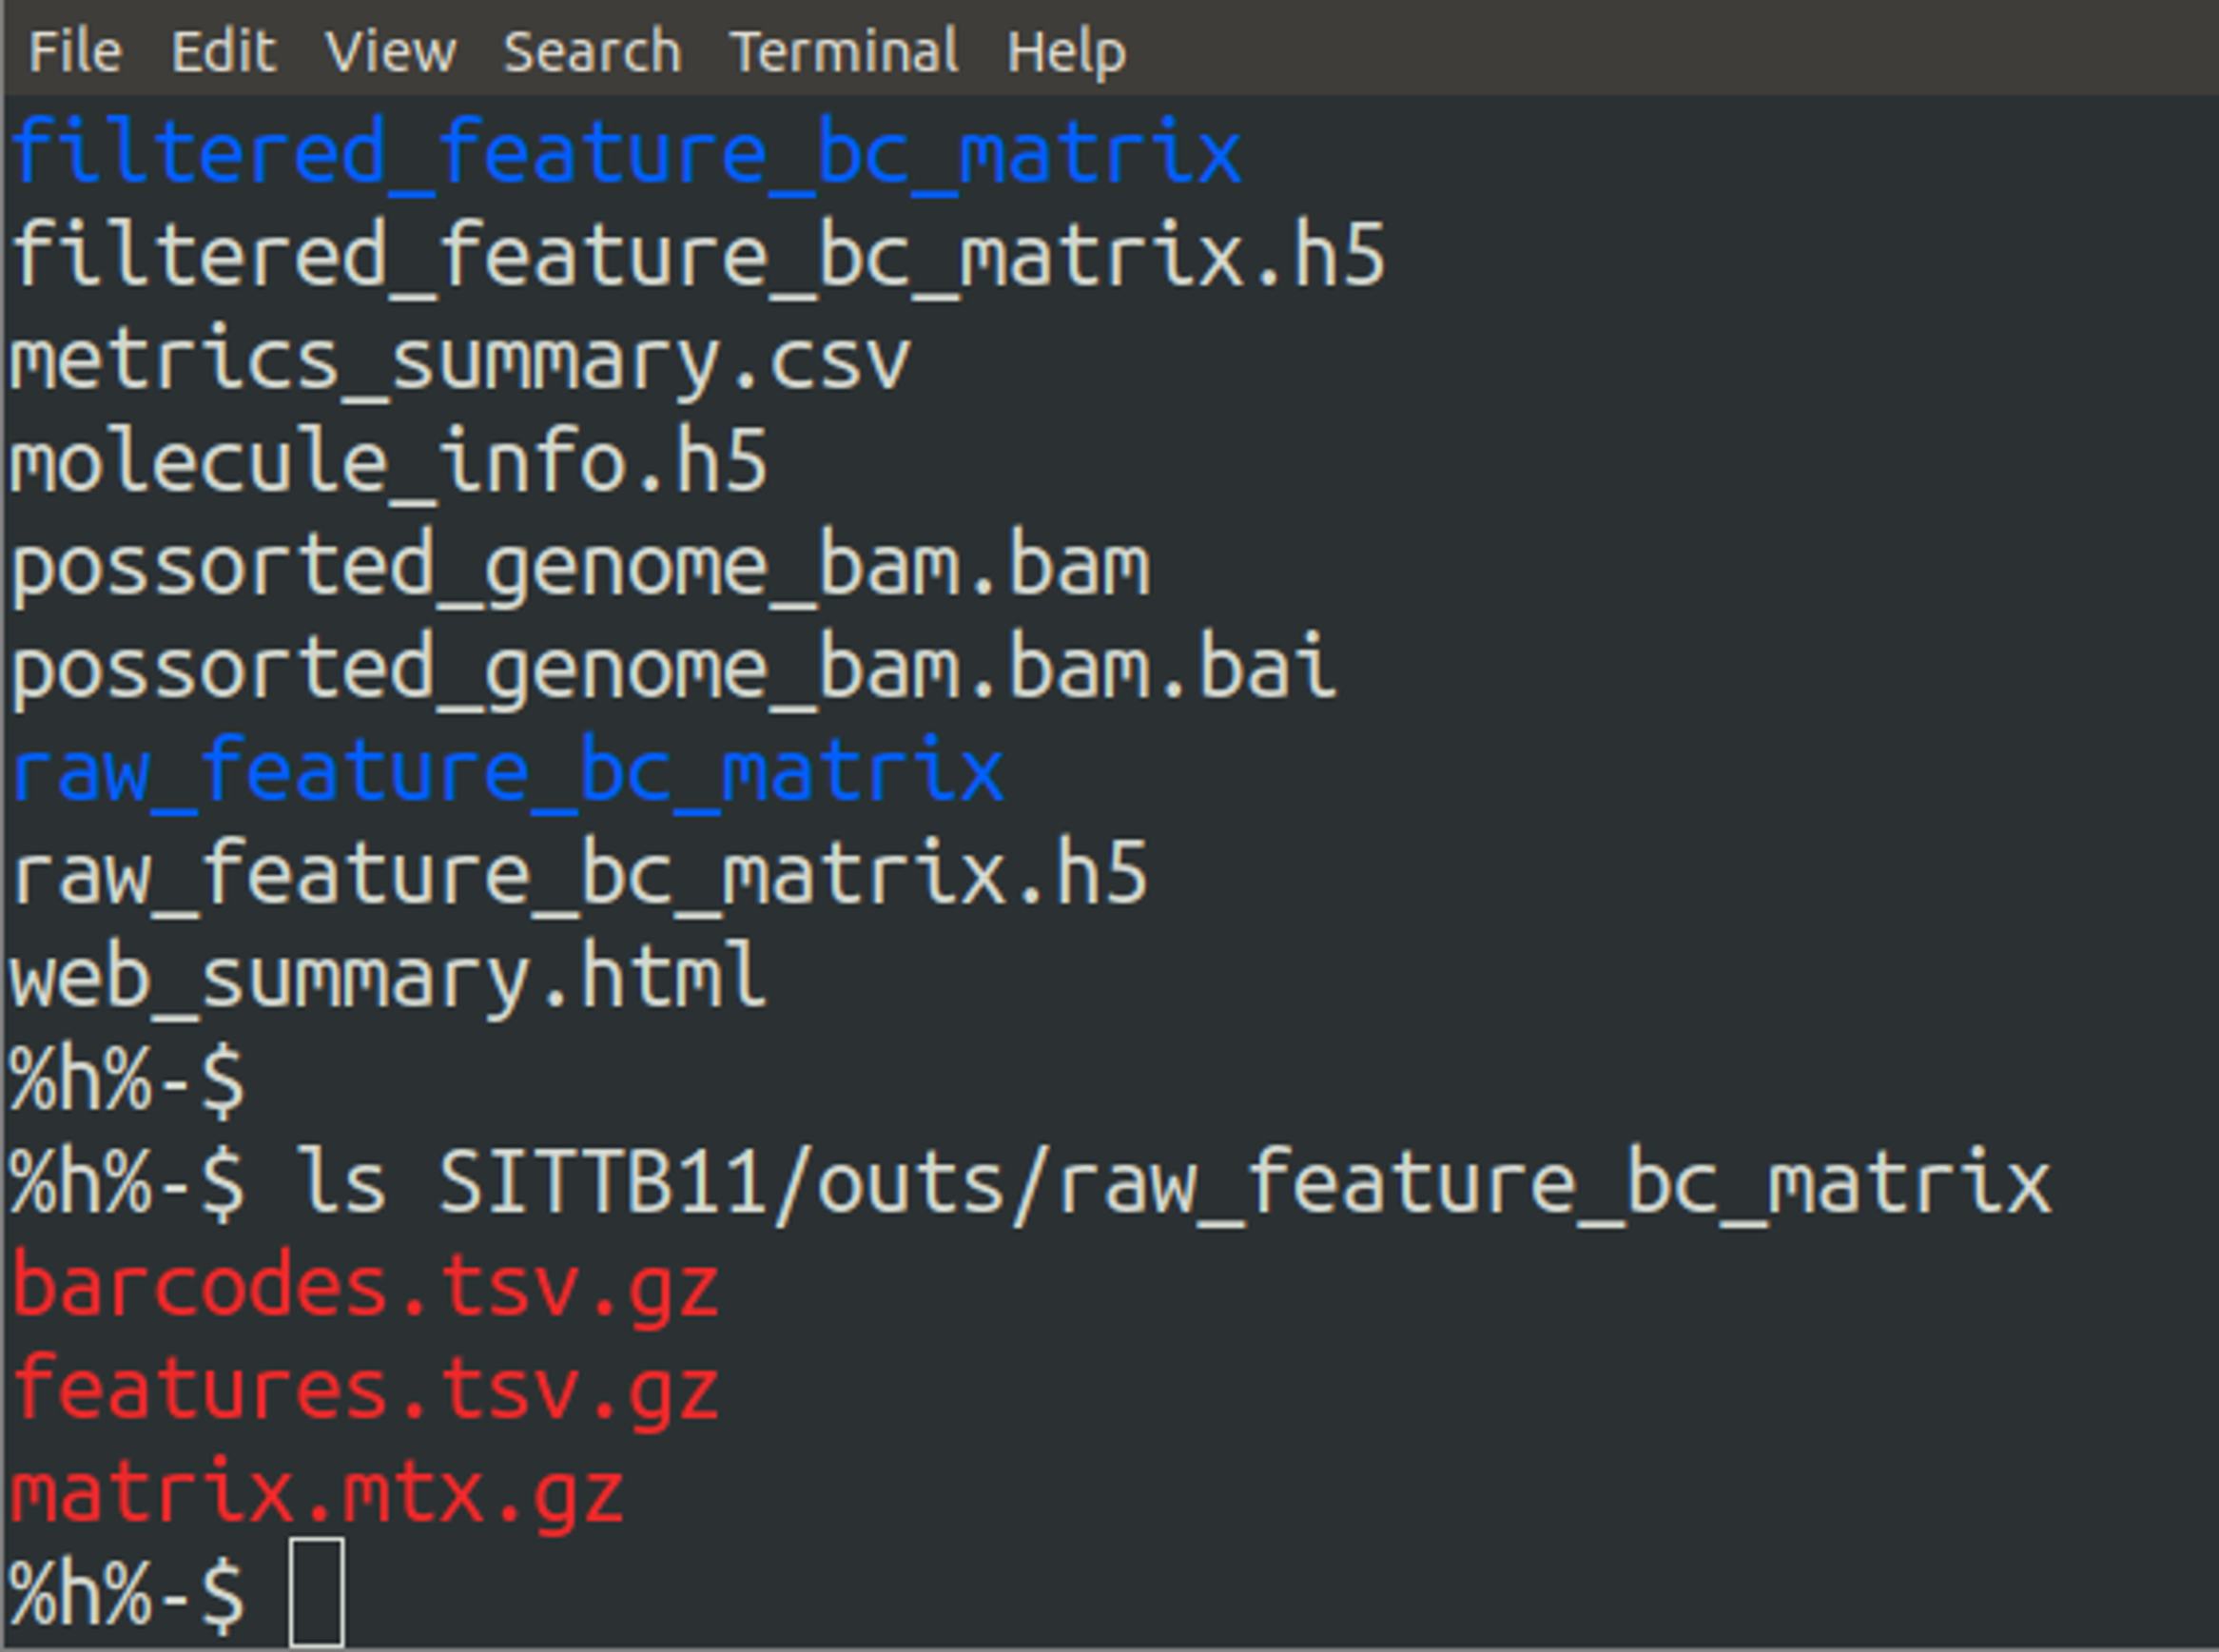 File Edit View Search Terminal Help
filtered_feature_bc_matrix
filtered_feature_bc_matrix.h5
metrics_summary.csv
molecule_info.h5
possorted_genome_bam.bam
possorted_genome_bam.bam.bai
raw_feature_bc_matrix
raw_feature_bc_matrix.h5
web_summary.html
%h%-$
%h%-$ ls SITTB11/outs/raw_feature_bc_matrix
barcodes.tsv.gz
features.tsv.gz
matrix.mtx.gz
%h%-$